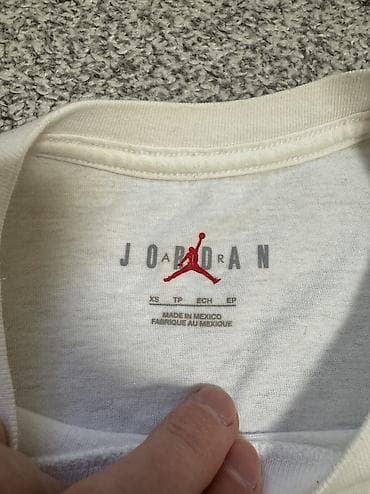 JORDAN
AIR
XS TP ECH EP
MADE IN MEXICO
FABRIQUE AU MEXIQUE